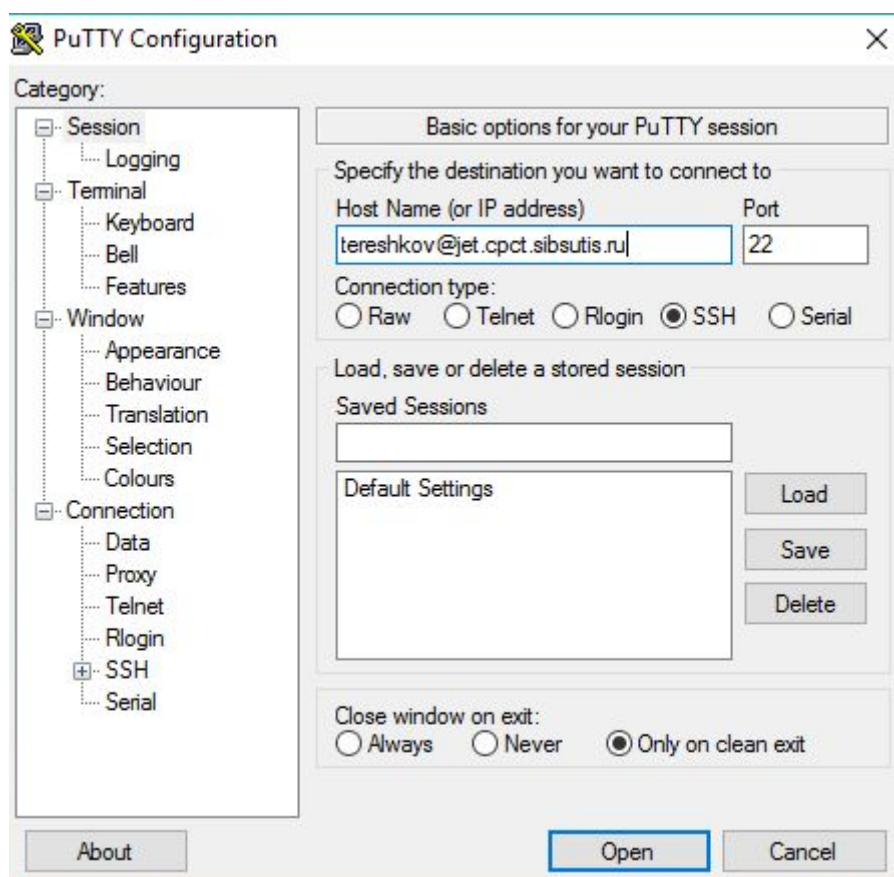 PuTTY Configuration
Category:
Session
Logging
Terminal
Keyboard
Bell
Features
Window
Appearance
Behaviour
Translation
Selection
Colours
Connection
Data
Proxy
Telnet
Rlogin
SSH
Serial
Basic options for your PuTTY session
Specify the destination you want to connect to
Host Name (or IP address) Port
tereshkov@jet.cpct.sibsutis.ru 22
Connection type:
Raw Telnet Rlogin SSH Serial
Load, save or delete a stored session
Saved Sessions
Default Settings
Load
Save
Delete
Close window on exit:
Always Never Only on clean exit
About Open Cancel